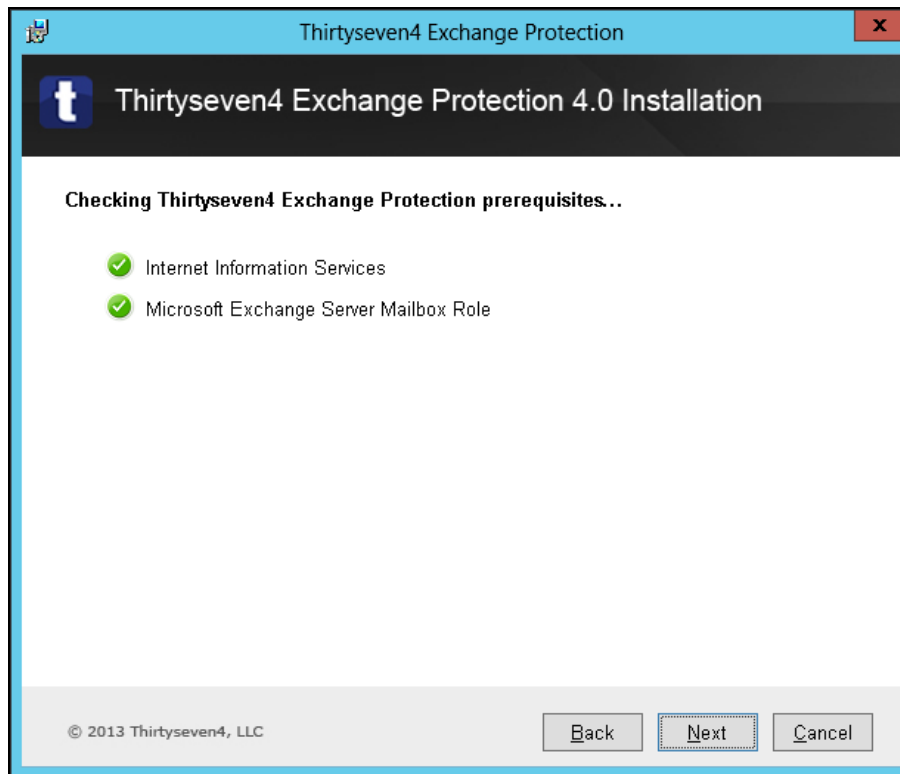 Thirtyseven4 Exchange Protection
x
t Thirtyseven4 Exchange Protection 4.0 Installation
Checking Thirtyseven4 Exchange Protection prerequisites...
Internet Information Services
Microsoft Exchange Server Mailbox Role
© 2013 Thirtyseven4, LLC
Back Next Cancel